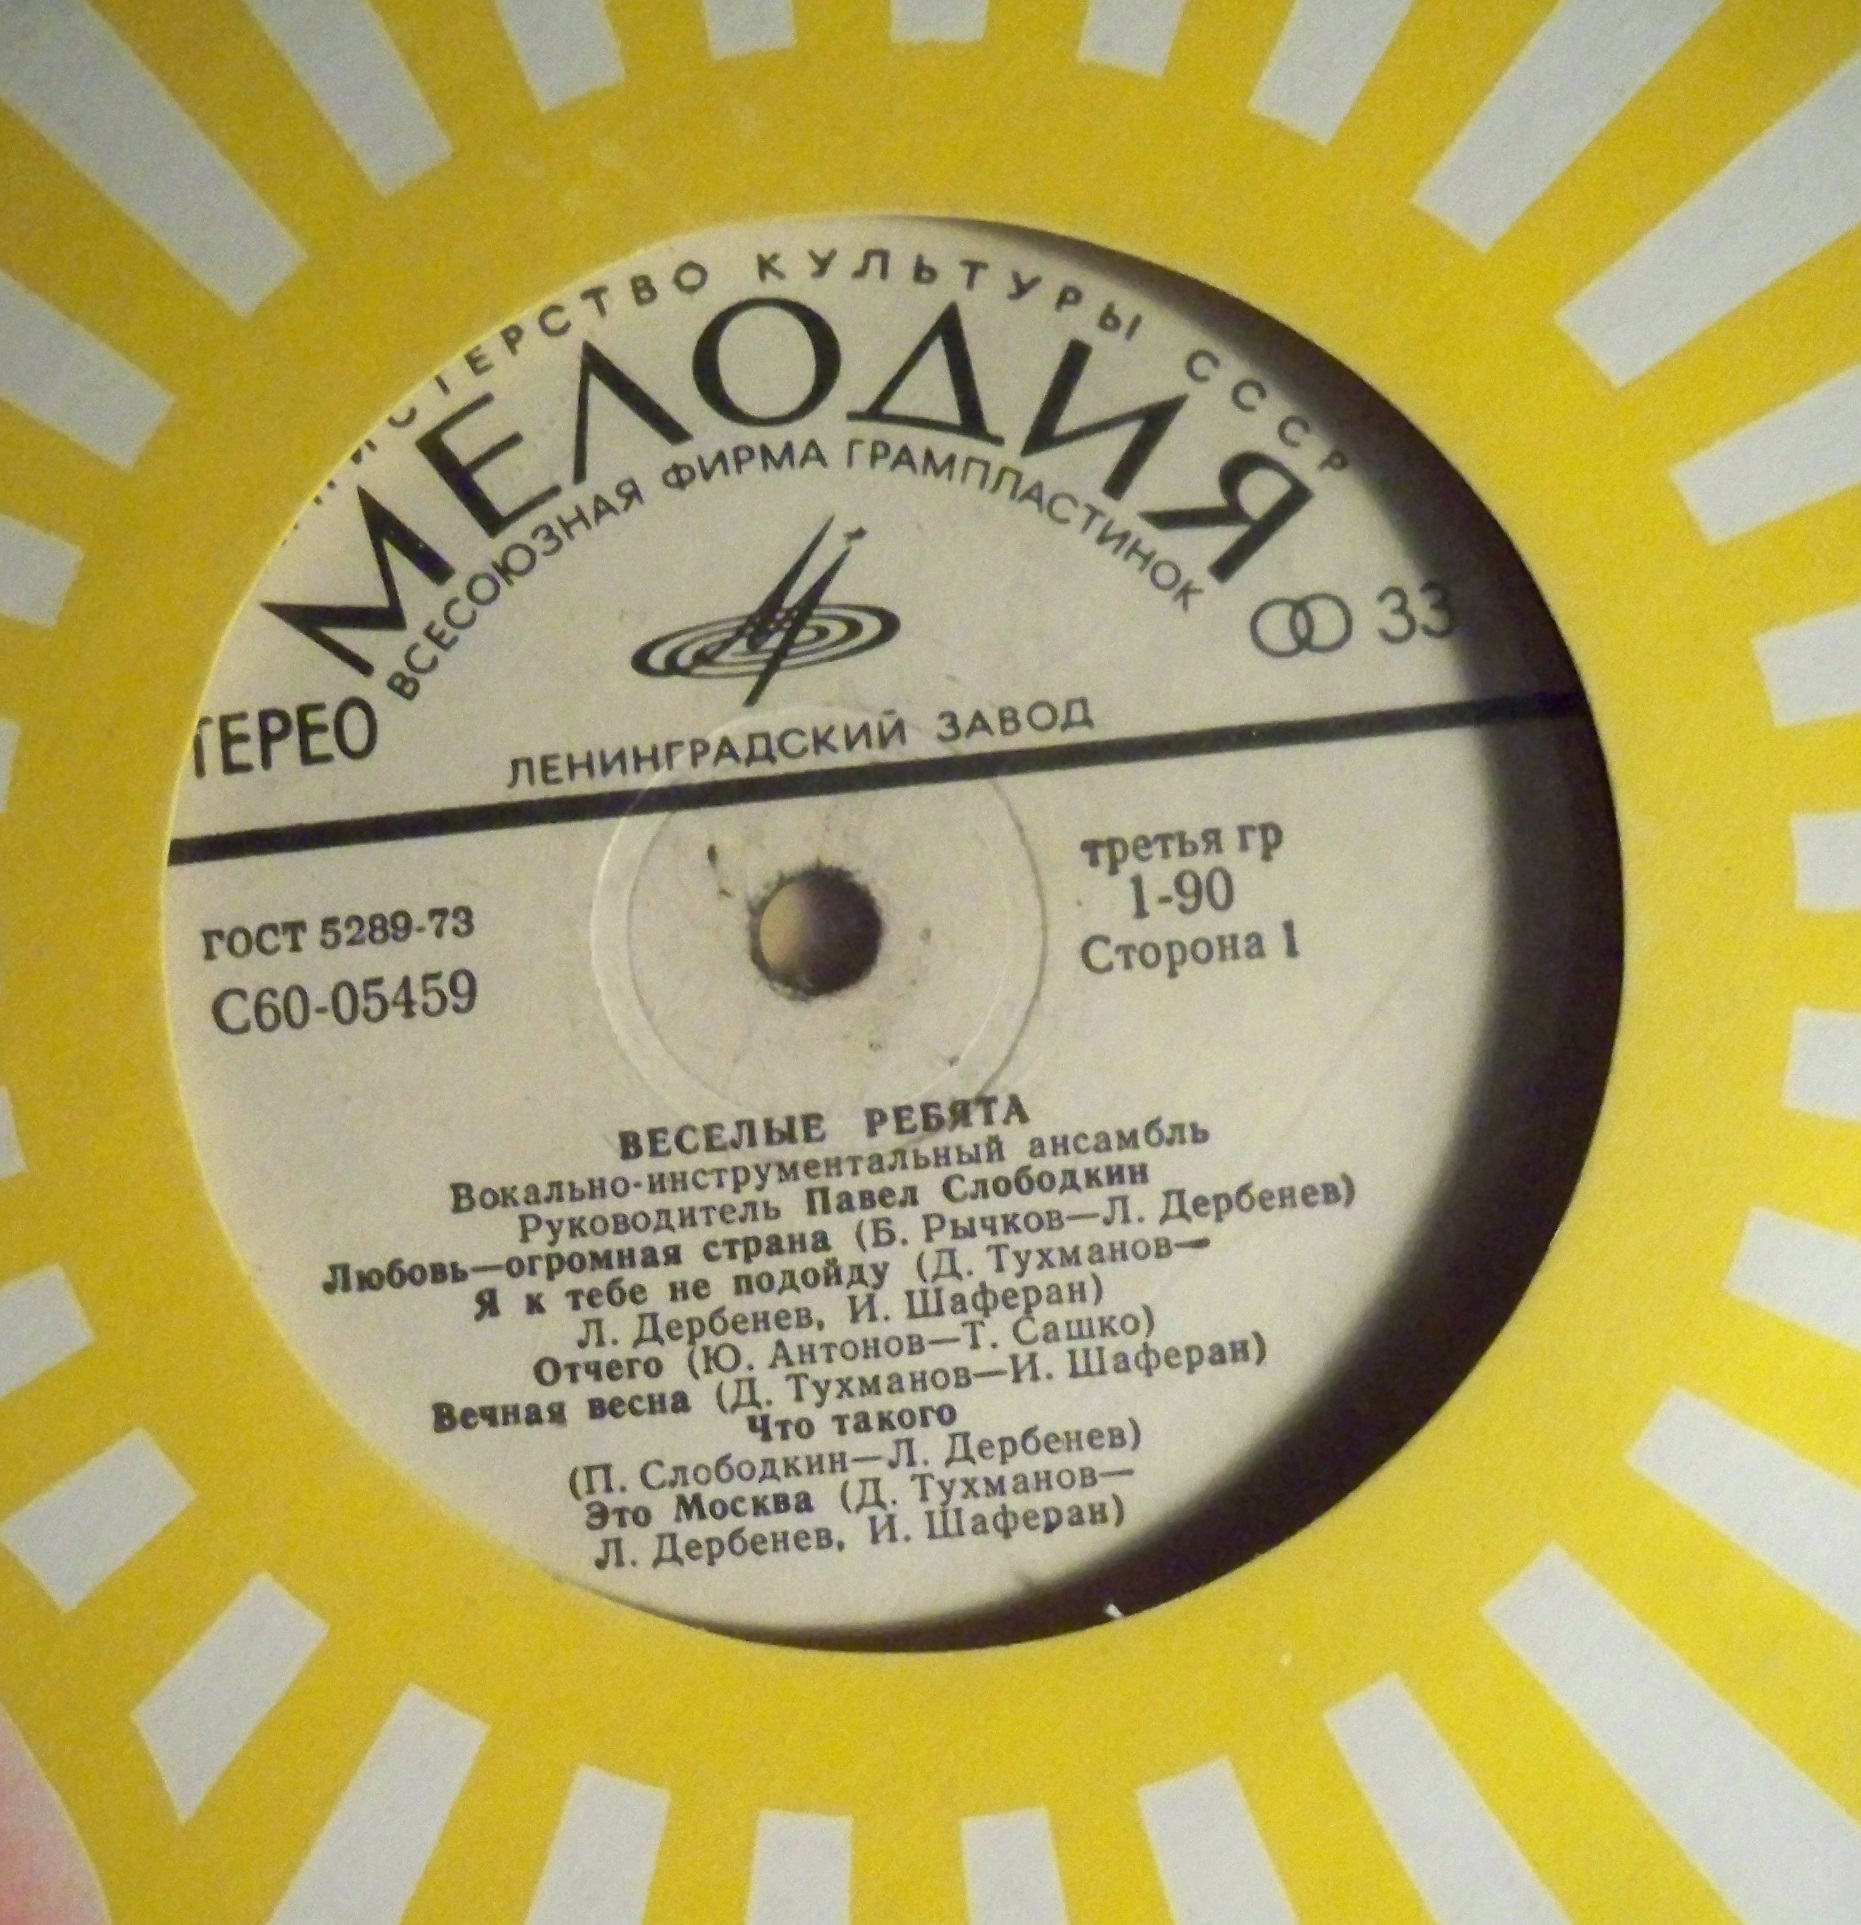 МИНИСТЕРСТВО КУЛЬТУРЫ СССР
МЕЛОДИЯ
ВСЕСОЮЗНАЯ ФИРМА ГРАМПЛАСТИНОК
33
ТЕРЕО
ЛЕНИНГРАДСКИЙ ЗАВОД
ГОСТ 5289-73
С60-05459
третья гр
1-90
Сторона 1
ВЕСЕЛЫЕ РЕБЯТА
Вокально-инструментальный ансамбль
Руководитель Павел Слободкин
Любовь—огромная страна (Б. Рычков—Л. Дербенев)
Я к тебе не подойду (Д. Тухманов—
Л. Дербенев, И. Шаферан)
Отчего (Ю. Антонов—Т. Сашко)
Вечная весна (Д. Тухманов—И. Шаферан)
Что такого
(П. Слободкин—Л. Дербенев)
Это Москва (Д. Тухманов—
Л. Дербенев, И. Шаферан)